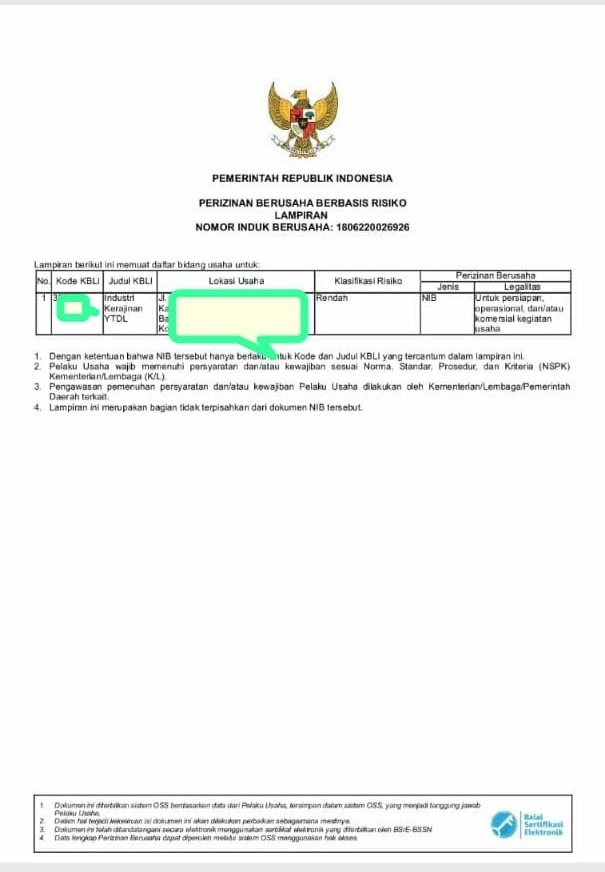 PEMERINTAH REPUBLIK INDONESIA
PERIZINAN BERUSAHA BERBASIS RISIKO
LAMPIRAN
NOMOR INDUK BERUSAHA: 1806220026926
Lampiran berikut ini memuat daftar bidang usaha untuk:
No. Kode KBLI Judul KBLI Lokasi Usaha Klasifikasi Risiko Perizinan Berusaha
Jenis Legalitas
1 3 Industri Jl. Rendah NIB Untuk persiapan,
Kerajinan Ka operasional, dan/atau
YTDL Ba komersial kegiatan
Ko usaha
1. Dengan ketentuan bahwa NIB tersebut hanya berlaku untuk Kode dan Judul KBLI yang tercantum dalam lampiran ini.
2. Pelaku Usaha wajib memenuhi persyaratan dan/atau kewajiban sesuai Norma, Standar, Prosedur, dan Kriteria (NSPK)
Kementerian/Lembaga (K/L).
3. Pengawasan pemenuhan persyaratan dan/atau kewajiban Pelaku Usaha dilakukan oleh Kementerian/Lembaga/Pemerintah
Daerah terkait.
4. Lampiran ini merupakan bagian tidak terpisahkan dari dokumen NIB tersebut.
1. Dokumen ini diterbitkan sistem OSS berdasarkan data dari Pelaku Usaha, tersimpan dalam sistem OSS, yang menjadi tanggung jawab
Pelaku Usaha.
2. Dalam hal terjadi kekeliruan isi dokumen ini akan dilakukan perbaikan sebagaimana mestinya.
3. Dokumen ini telah ditandatangani secara elektronik menggunakan sertifikat elektronik yang diterbitkan oleh BSrE-BSSN
4. Data lengkap Perizinan Berusaha dapat diperoleh melalui sistem OSS menggunakan hak akses.
Balai
Sertifikasi
Elektronik